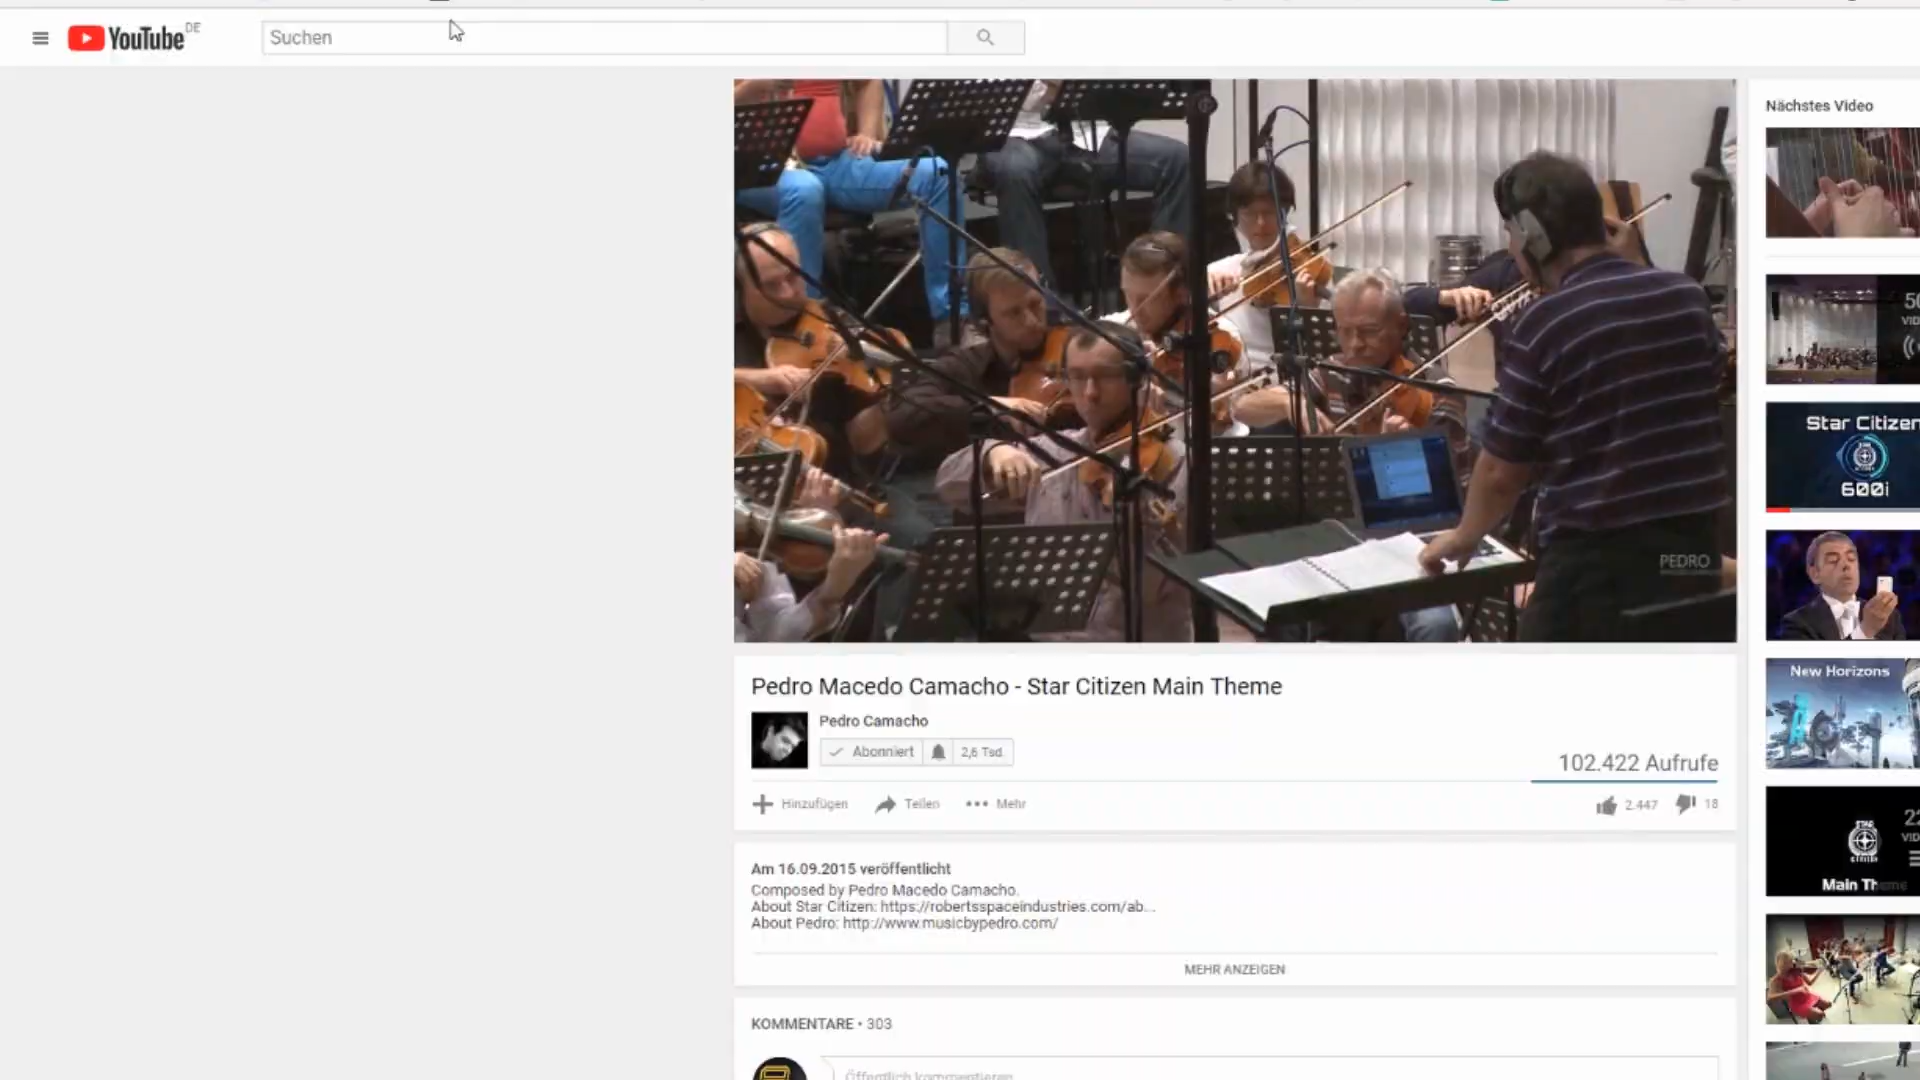 YouTube DE
Suchen
PEDRO
Pedro Macedo Camacho - Star Citizen Main Theme
Pedro Camacho
Abonniert 2,6 Tsd.
102.422 Aufrufe
Hinzufügen Teilen Mehr
2.447 18
Am 16.09.2015 veröffentlicht
Composed by Pedro Macedo Camacho.
About Star Citizen: https://robertsspaceindustries.com/ab...
About Pedro: http://www.musicbypedro.com/
MEHR ANZEIGEN
KOMMENTARE • 303
Öffentlich kommentieren
Nächstes Video
Star Citizen
600i
New Horizons
STAR
CITIZEN
Main Theme